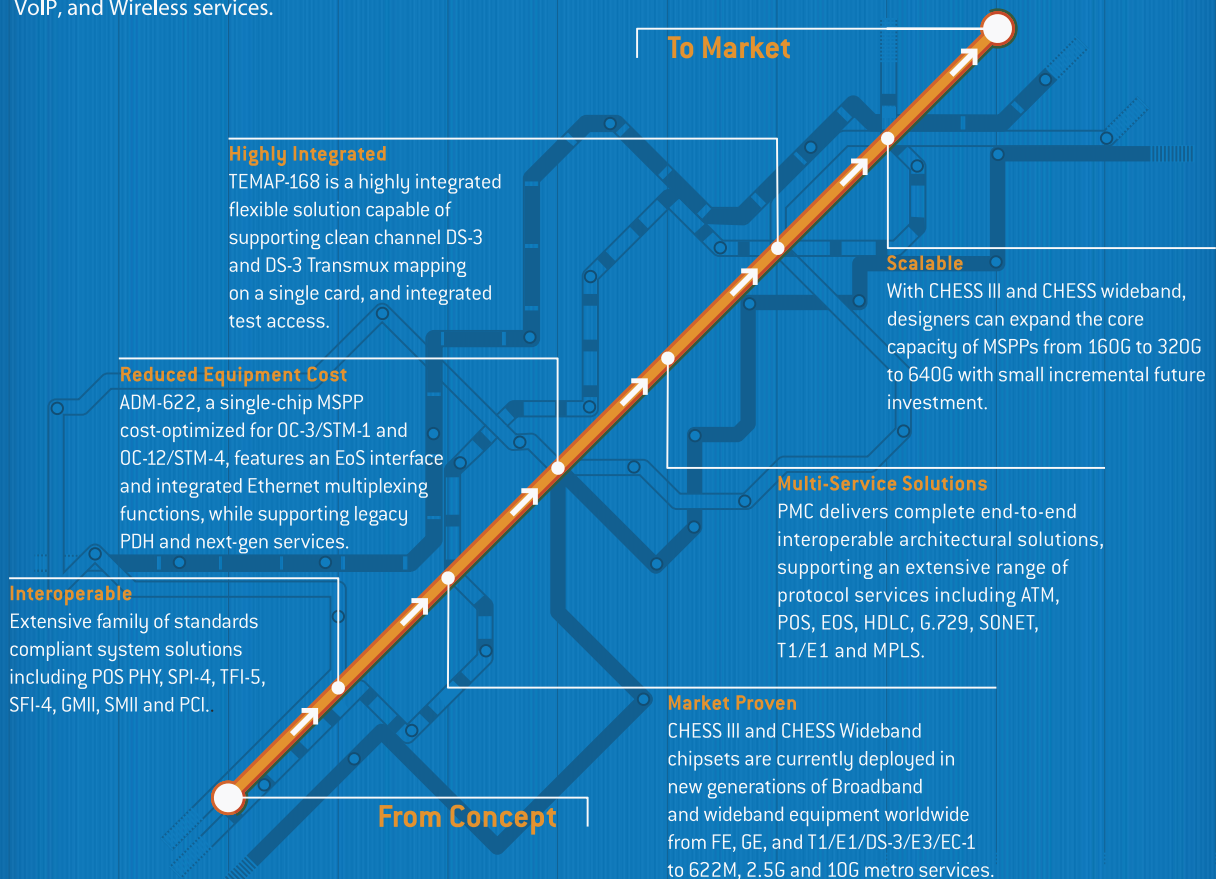 VoIP, and Wireless services.
To Market
Highly Integrated
TEMAP-168 is a highly integrated
flexible solution capable of
supporting clean channel DS-3
and DS-3 Transmux mapping
on a single card, and integrated
test access.
Scalable
With CHESS III and CHESS wideband,
designers can expand the core
capacity of MSPPs from 160G to 320G
to 640G with small incremental future
investment.
Reduced Equipment Cost
ADM-622, a single-chip MSPP
cost-optimized for OC-3/STM-1 and
OC-12/STM-4, features an EoS interface
and integrated Ethernet multiplexing
functions, while supporting legacy
PDH and next-gen services.
Multi-Service Solutions
PMC delivers complete end-to-end
interoperable architectural solutions,
supporting an extensive range of
protocol services including ATM,
POS, EOS, HDLC, G.729, SONET,
T1/E1 and MPLS.
Interoperable
Extensive family of standards
compliant system solutions
including POS PHY, SPI-4, TFI-5,
SFI-4, GMII, SMII and PCI..
Market Proven
CHESS III and CHESS Wideband
chipsets are currently deployed in
new generations of Broadband
and wideband equipment worldwide
from FE, GE, and T1/E1/DS-3/E3/EC-1
to 622M, 2.5G and 10G metro services.
From Concept